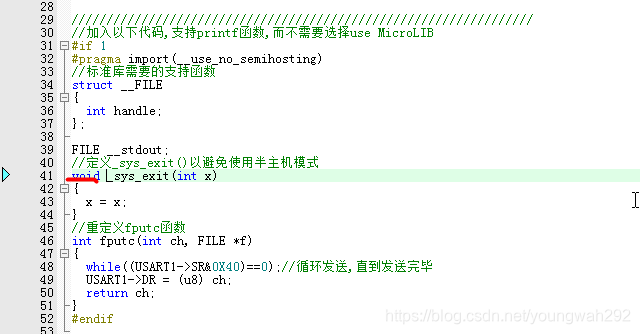 28
29
30 //////////////////////////////////////////////////////////////////
31 //加入以下代码,支持printf函数,而不需要选择use MicroLIB
31 #if 1
32 #pragma import(__use_no_semihosting)
33 //标准库需要的支持函数
34 struct __FILE
35 {
36 int handle;
37 };
38
39 FILE __stdout;
40 //定义_sys_exit()以避免使用半主机模式
41 void _sys_exit(int x)
42 {
43 x = x;
44 }
45 //重定义fputc函数
46 int fputc(int ch, FILE *f)
47 {
48 while((USART1->SR&0X40)==0);//循环发送,直到发送完毕
49 USART1->DR = (u8) ch;
50 return ch;
51 }
52 #endif
53
https://blog.csdn.net/youngwah292